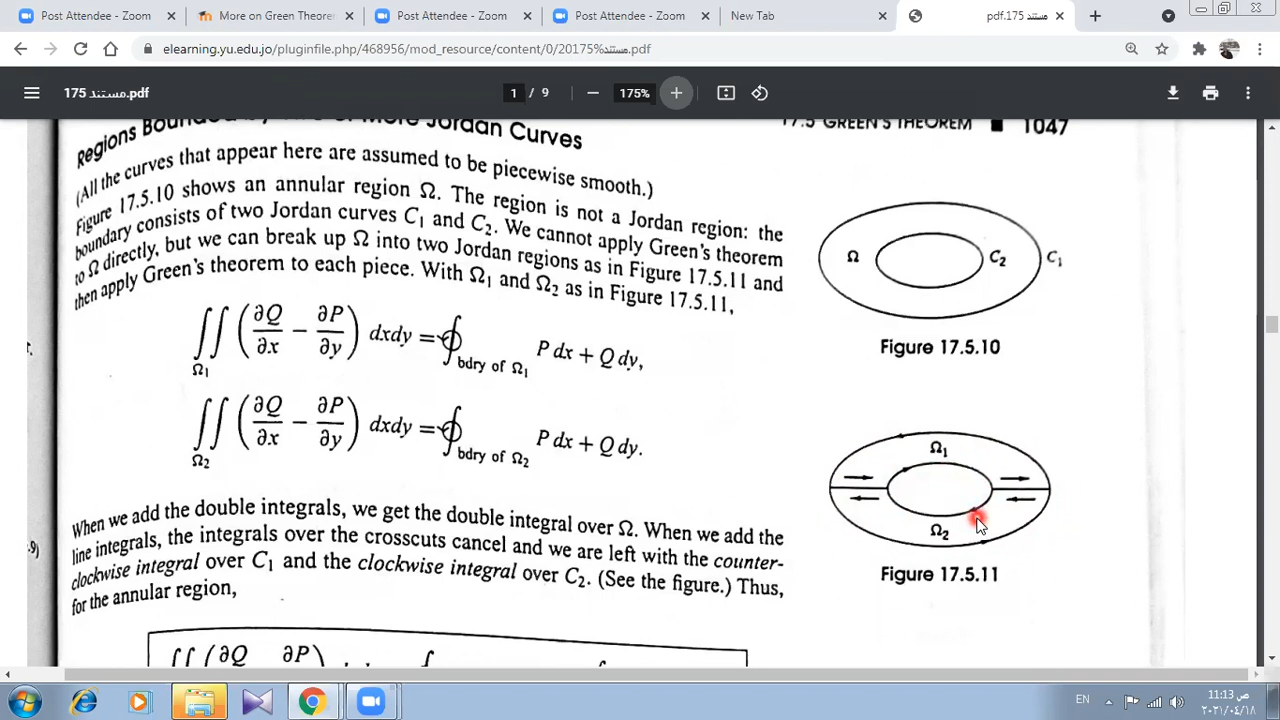 Post Attendee - Zoom
More on Green Theorem
Post Attendee - Zoom
Post Attendee - Zoom
New Tab
مستند 175.pdf
elearning.yu.edu.jo/pluginfile.php/468956/mod_resource/content/0/20175%مستند.pdf
مستند 175.pdf
1 / 9
175%
17.5 GREEN'S THEOREM ■ 1047
Regions Bounded by Two or More Jordan Curves
(All the curves that appear here are assumed to be piecewise smooth.)
Figure 17.5.10 shows an annular region Ω. The region is not a Jordan region: the
boundary consists of two Jordan curves C₁ and C₂. We cannot apply Green's theorem
to Ω directly, but we can break up Ω into two Jordan regions as in Figure 17.5.11 and
then apply Green's theorem to each piece. With Ω₁ and Ω₂ as in Figure 17.5.11,
∬_Ω₁ (∂Q/∂x − ∂P/∂y) dxdy = ∮_bdry of Ω₁ P dx + Q dy,
∬_Ω₂ (∂Q/∂x − ∂P/∂y) dxdy = ∮_bdry of Ω₂ P dx + Q dy.
.9)
When we add the double integrals, we get the double integral over Ω. When we add the
line integrals, the integrals over the crosscuts cancel and we are left with the counter-
clockwise integral over C₁ and the clockwise integral over C₂. (See the figure.) Thus,
for the annular region,
Ω C₂ C₁
Figure 17.5.10
Ω₁
Ω₂
Figure 17.5.11
EN
11:13 ص
٢٠٢١/٠٤/١٨